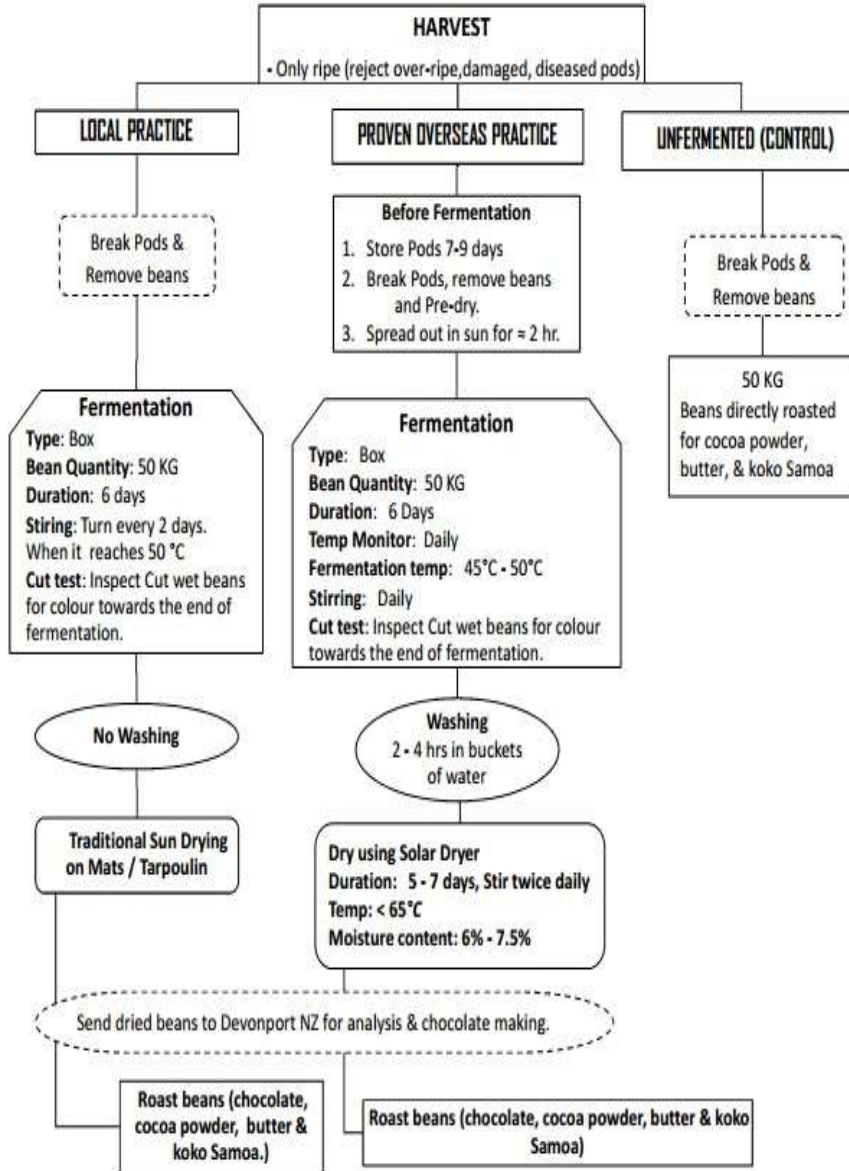 HARVEST
- Only ripe (reject over-ripe,damaged, diseased pods)
LOCAL PRACTICE
PROVEN OVERSEAS PRACTICE
UNFERMENTED (CONTROL)
Break Pods &
Remove beans
Before Fermentation
1. Store Pods 7-9 days
2. Break Pods, remove beans
and Pre-dry.
3. Spread out in sun for ≈ 2 hr.
Break Pods &
Remove beans
Fermentation
Type: Box
Bean Quantity: 50 KG
Duration: 6 days
Stiring: Turn every 2 days.
When it reaches 50 °C
Cut test: Inspect Cut wet beans
for colour towards the end of
fermentation.
Fermentation
Type: Box
Bean Quantity: 50 KG
Duration: 6 Days
Temp Monitor: Daily
Fermentation temp: 45°C - 50°C
Stirring: Daily
Cut test: Inspect Cut wet beans for colour
towards the end of fermentation.
50 KG
Beans directly roasted
for cocoa powder,
butter, & koko Samoa
No Washing
Washing
2 - 4 hrs in buckets
of water
Traditional Sun Drying
on Mats / Tarpoulin
Dry using Solar Dryer
Duration: 5 - 7 days, Stir twice daily
Temp: < 65°C
Moisture content: 6% - 7.5%
Send dried beans to Devonport NZ for analysis & chocolate making.
Roast beans (chocolate,
cocoa powder, butter &
koko Samoa.)
Roast beans (chocolate, cocoa powder, butter & koko
Samoa)